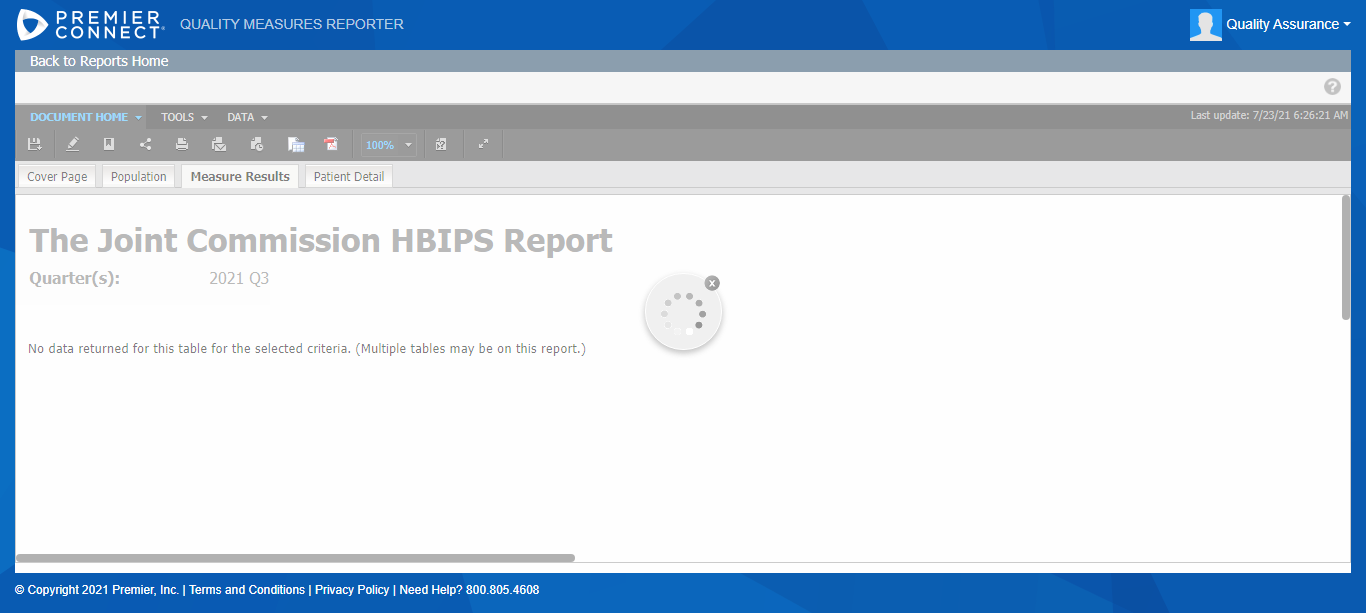 PREMIER
CONNECT. QUALITY MEASURES REPORTER
Quality Assurance
Back to Reports Home
?
DOCUMENT HOME TOOLS DATA
Last update: 7/23/21 6:26:21 AM
100%
Cover Page Population Measure Results Patient Detail
The Joint Commission HBIPS Report
Quarter(s): 2021 Q3
x
No data returned for this table for the selected criteria. (Multiple tables may be on this report.)
© Copyright 2021 Premier, Inc. | Terms and Conditions | Privacy Policy | Need Help? 800.805.4608